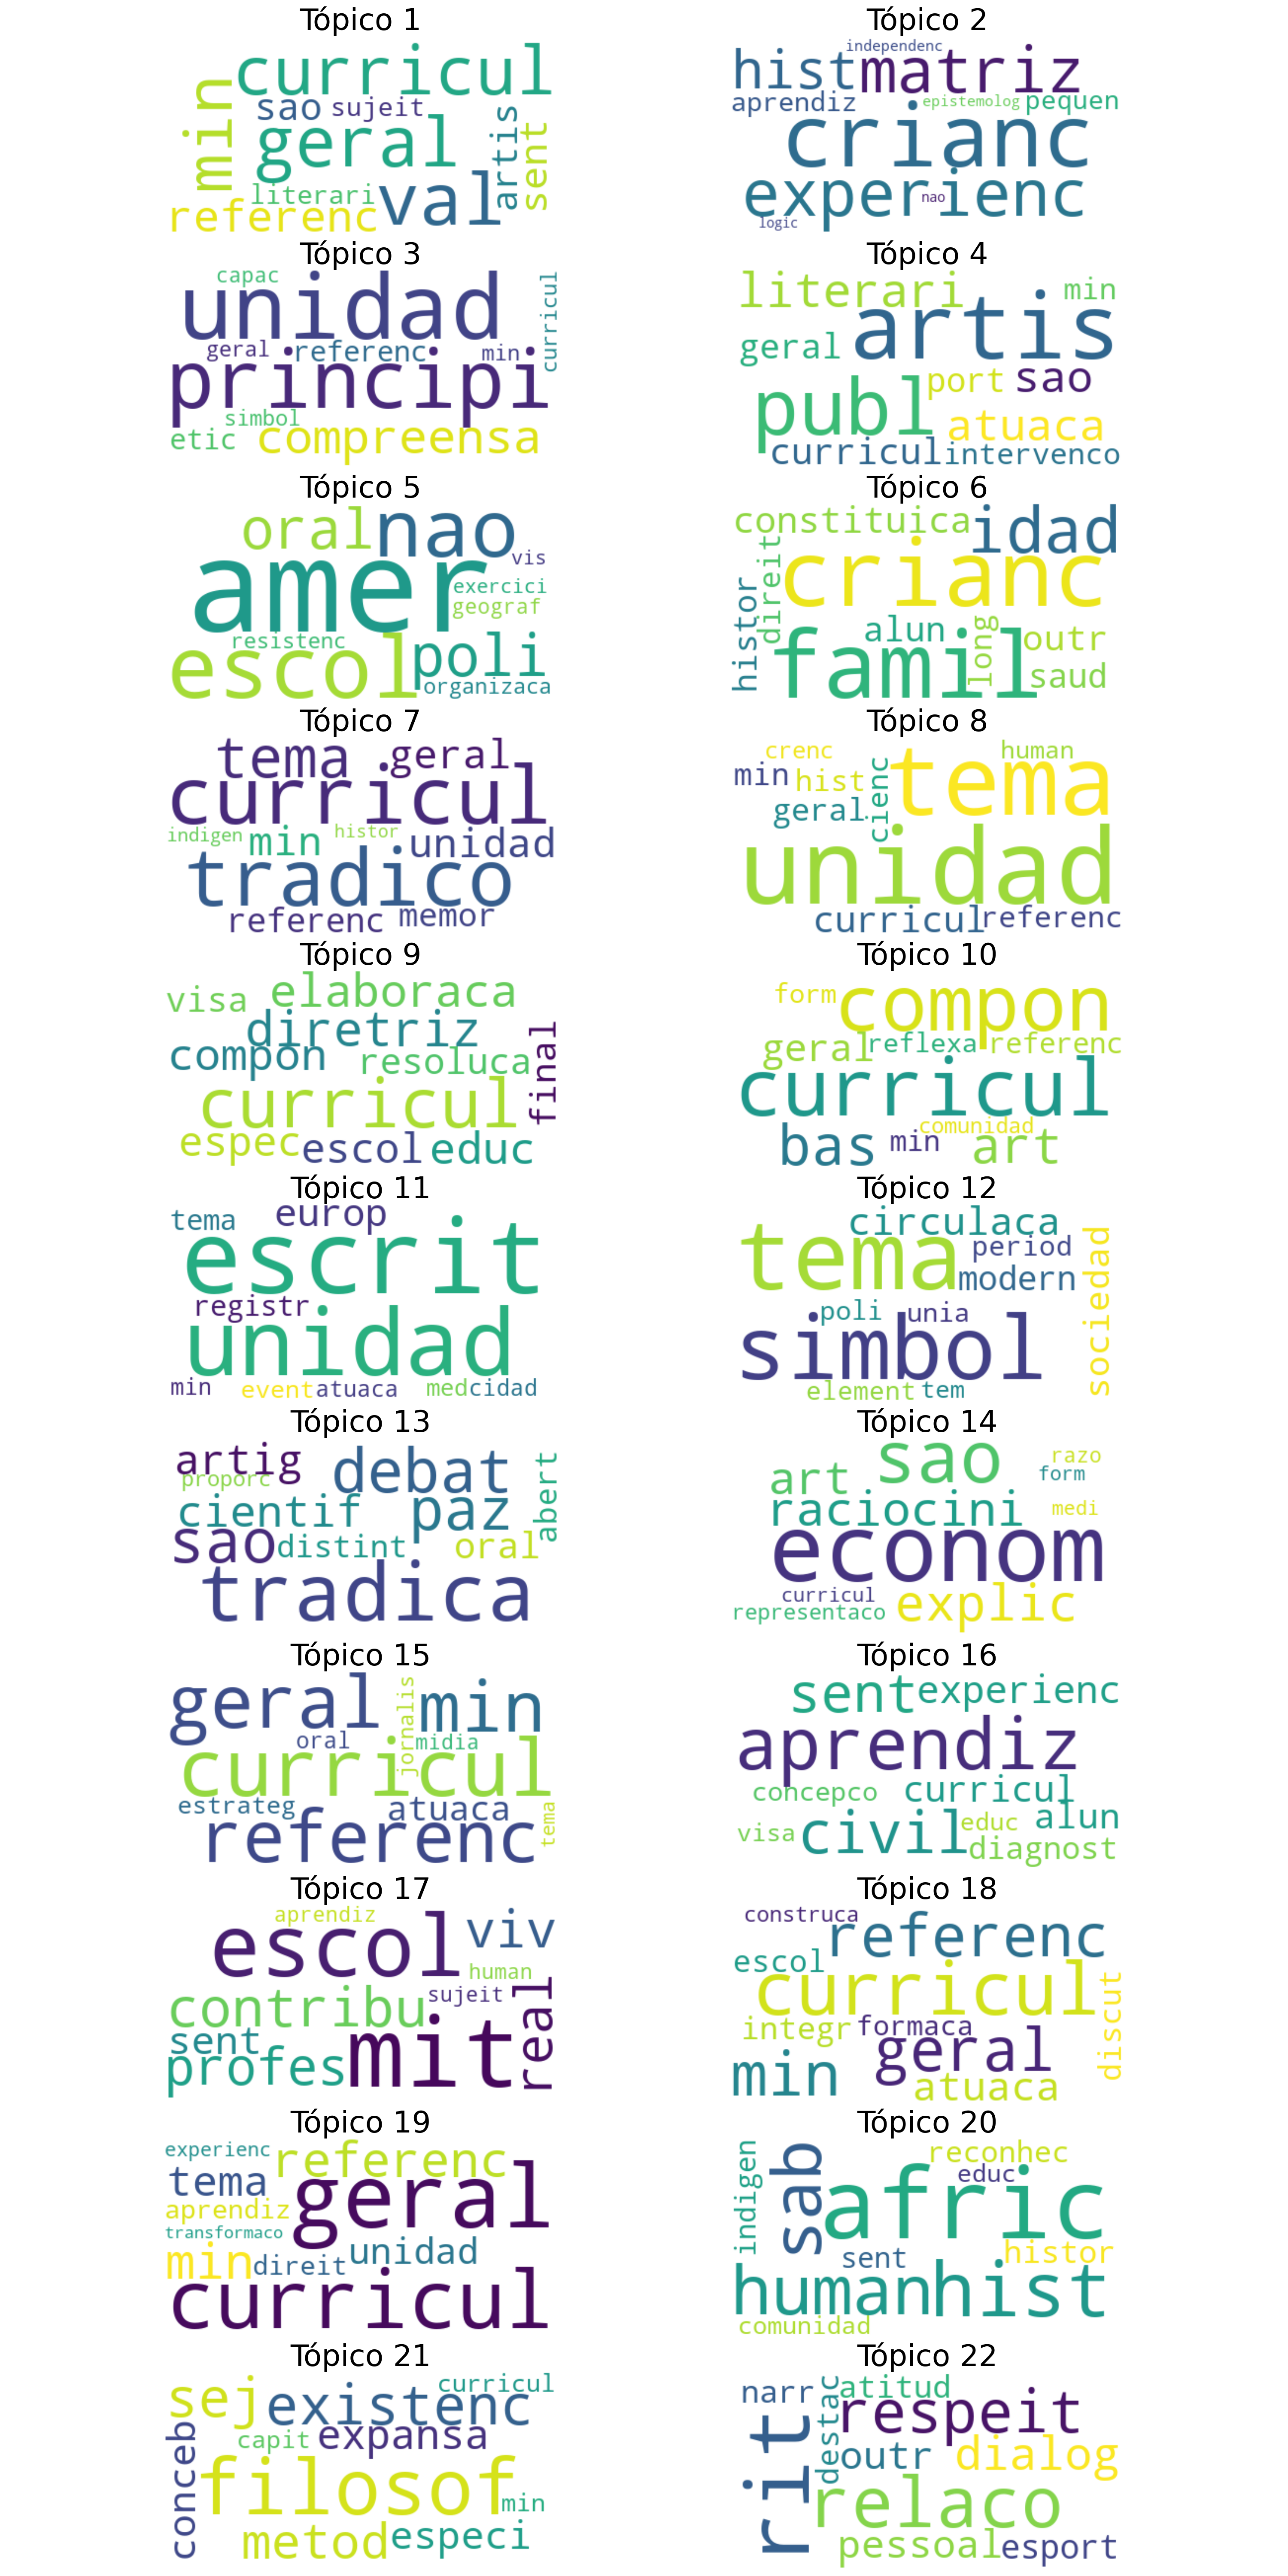 Tópico 1
curricul
min
sao sujeit
geral
artis
sent
literari
val
referenc
Tópico 2
independenc
hist matriz
aprendiz epistemolog pequen
crianc
experienc
nao
logic
Tópico 3
capac
unidad
curricul
geral referenc min
principi
simbol
etic compreensa
Tópico 4
literari min
artis
geral
port sao
publ
atuaca
curricul intervenco
Tópico 5
oral nao
vis
amer
exercici
geograf
resistenc
escol poli
organizaca
Tópico 6
constituica idad
direit
crianc
histor
alun
long
outr
famil
saud
Tópico 7
tema geral
curricul
indigen min histor unidad
tradico
referenc memor
Tópico 8
crenc human
tema
min hist
cienc
geral
unidad
curricul referenc
Tópico 9
visa elaboraca
diretriz
compon resoluca
final
curricul
espec escol educ
Tópico 10
form compon
geral reflexa referenc
curricul
comunidad
bas min art
Tópico 11
tema europ
escrit
registr
unidad
min event atuaca med cidad
Tópico 12
circulaca
tema period
modern
sociedad
poli unia
simbol
element tem
Tópico 13
artig debat
proporc
abert
cientif paz
sao distint oral
tradica
Tópico 14
sao razo
art form
raciocini medi
econom
curricul
representaco explic
Tópico 15
geral jornalis min
oral midia
curricul
estrateg atuaca
referenc tema
Tópico 16
sent experienc
aprendiz
concepco curricul
visa civil educ alun
diagnost
Tópico 17
aprendiz
escol viv
human
contribu sujeit
real
sent
profes mit
Tópico 18
construca referenc
escol
curricul
discut
integr formaca
geral
min atuaca
Tópico 19
experienc referenc
tema geral
aprendiz
transformaco
min direit unidad
curricul
Tópico 20
reconhec
indigen
sab
educ
afric
sent histor
human hist
comunidad
Tópico 21
curricul
sej existenc
capit expansa
conceb
filosof
min
metod especi
Tópico 22
narr atitud
destac
respeit
rit
outr dialog
relaco
pessoal esport